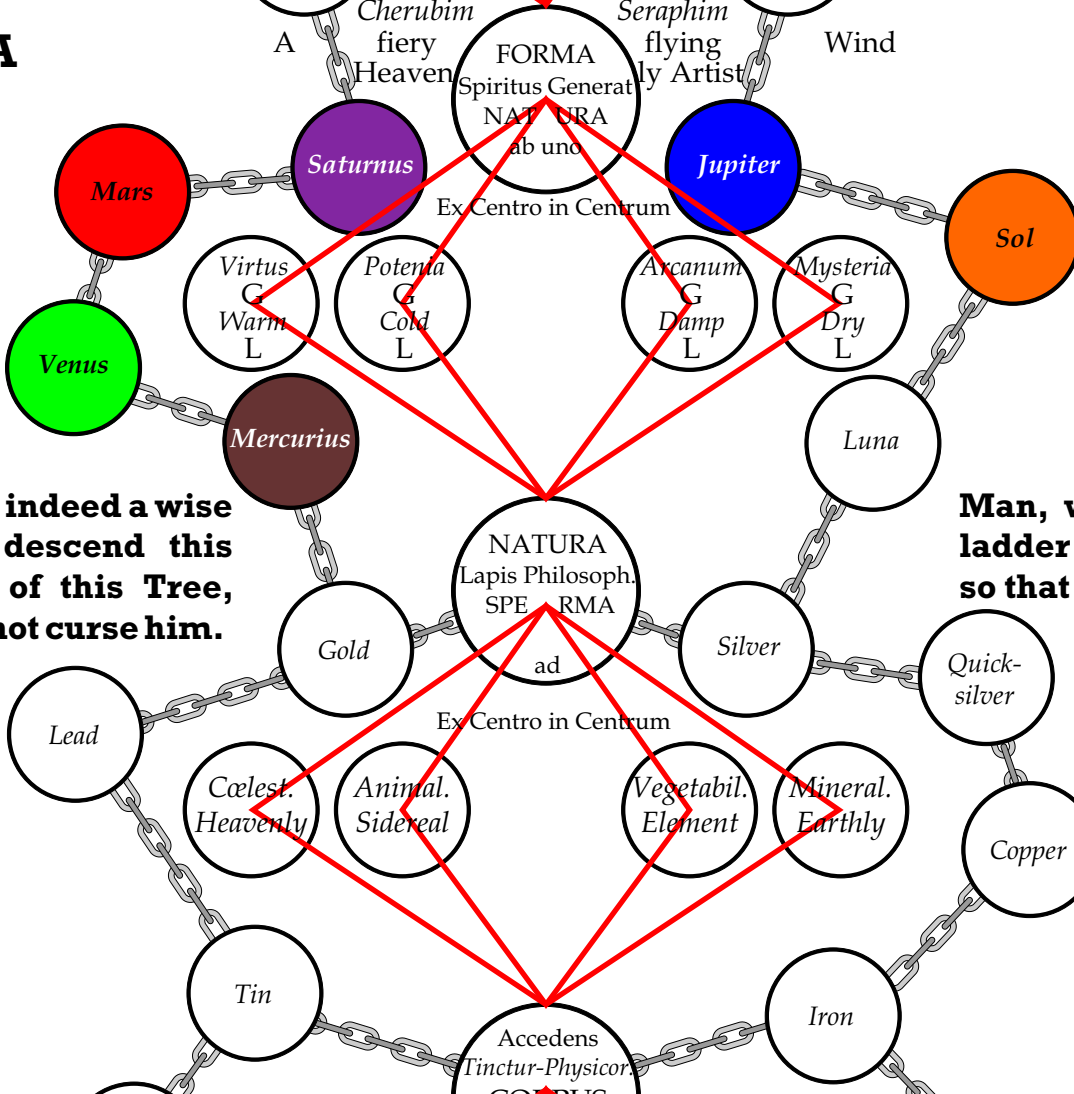 A
Cherubim
fiery
Heaven
Seraphim
flying
ly Artist
Wind
A
FORMA
Spiritus Generat
NAT URA
ab uno
Ex Centro in Centrum
Saturnus
Jupiter
Mars
Sol
Virtus
G
Warm
L
Potenia
G
Cold
L
Arcanum
G
Damp
L
Mysteria
G
Dry
L
Venus
Mercurius
Luna
indeed a wise
descend this
of this Tree,
not curse him.
Man,
ladder
so that
NATURA
Lapis Philosoph.
SPE RMA
ad
Ex Centro in Centrum
Gold
Silver
Quick-
silver
Lead
Cœlest.
Heavenly
Animal.
Sidereal
Vegetabil.
Element
Mineral.
Earthly
Copper
Tin
Iron
Accedens
Tinctur-Physicor.
CORPUS